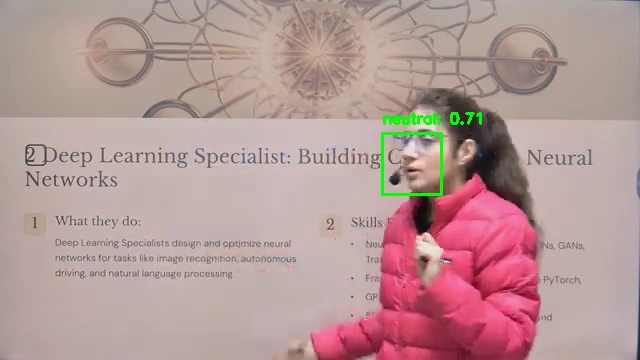 neutral: 0.71
2 Deep Learning Specialist: Building Neural
Networks
1 What they do:
Deep Learning Specialists design and optimize neural
networks for tasks like image recognition, autonomous
driving, and natural language processing.
2 Skills
GANs,
PyTorch,